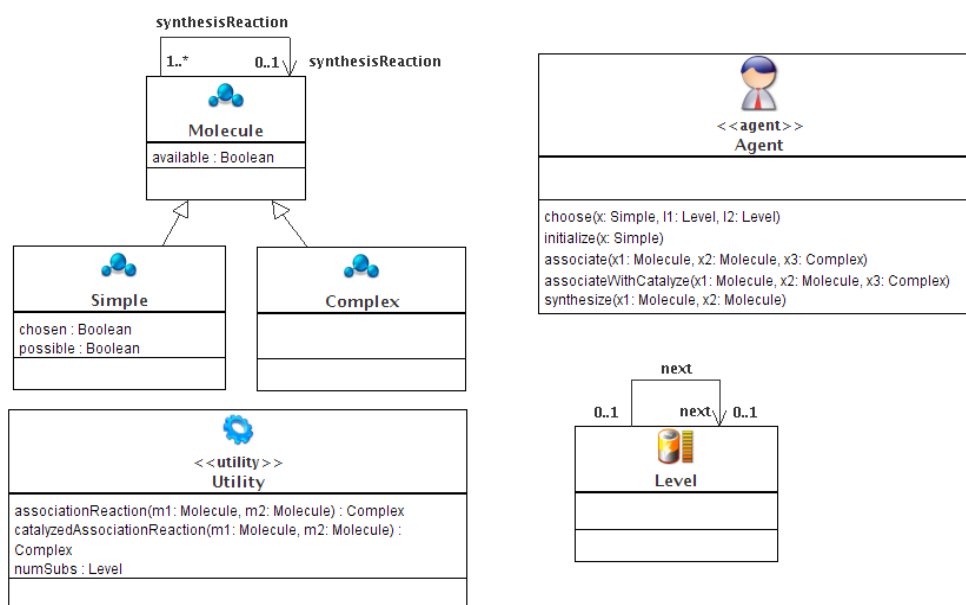 synthesisReaction
1..*
0..1
synthesisReaction
Molecule
available : Boolean
Simple
chosen : Boolean
possible : Boolean
Complex
<<utility>>
Utility
associationReaction(m1: Molecule, m2: Molecule) : Complex
catalyzedAssociationReaction(m1: Molecule, m2: Molecule) :
Complex
numSubs : Level
<<agent>>
Agent
choose(x: Simple, l1: Level, l2: Level)
initialize(x: Simple)
associate(x1: Molecule, x2: Molecule, x3: Complex)
associateWithCatalyze(x1: Molecule, x2: Molecule, x3: Complex)
synthesize(x1: Molecule, x2: Molecule)
next
0..1
next
0..1
Level